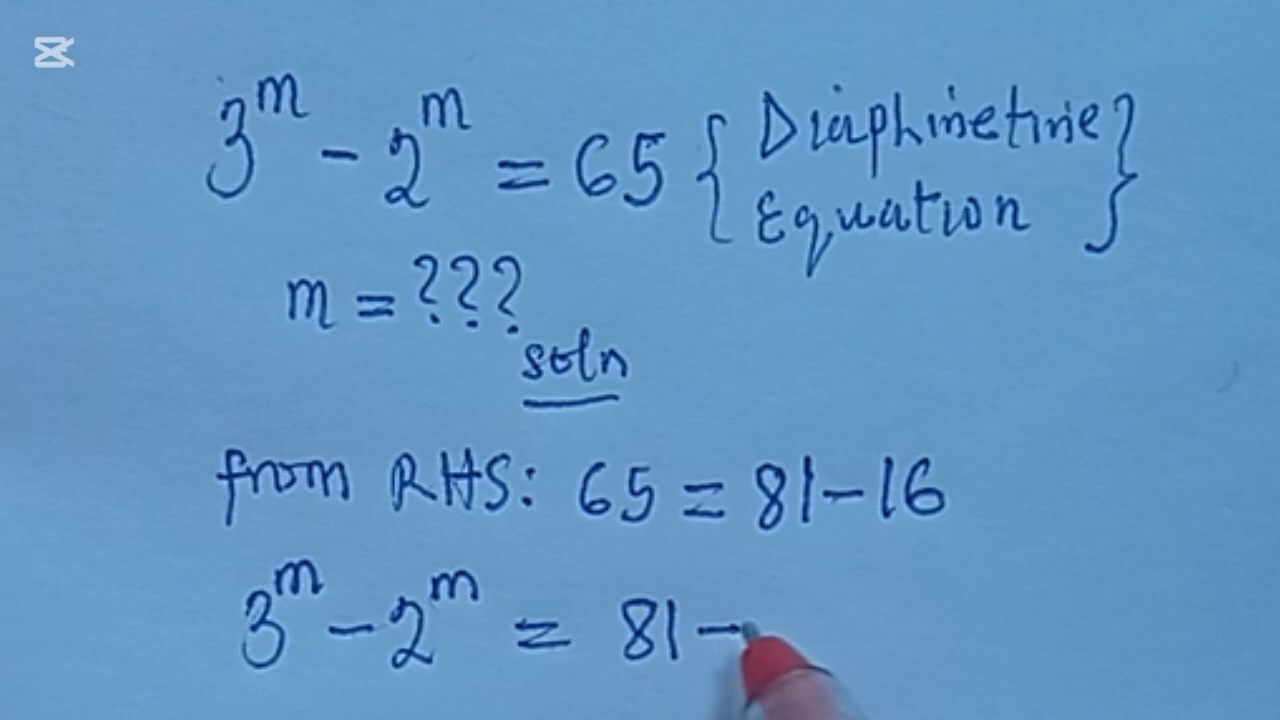 3^m - 2^m = 65 { Diaphinetine Equation }
m = ???
soln
from RHS: 65 = 81 - 16
3^m - 2^m = 81 -